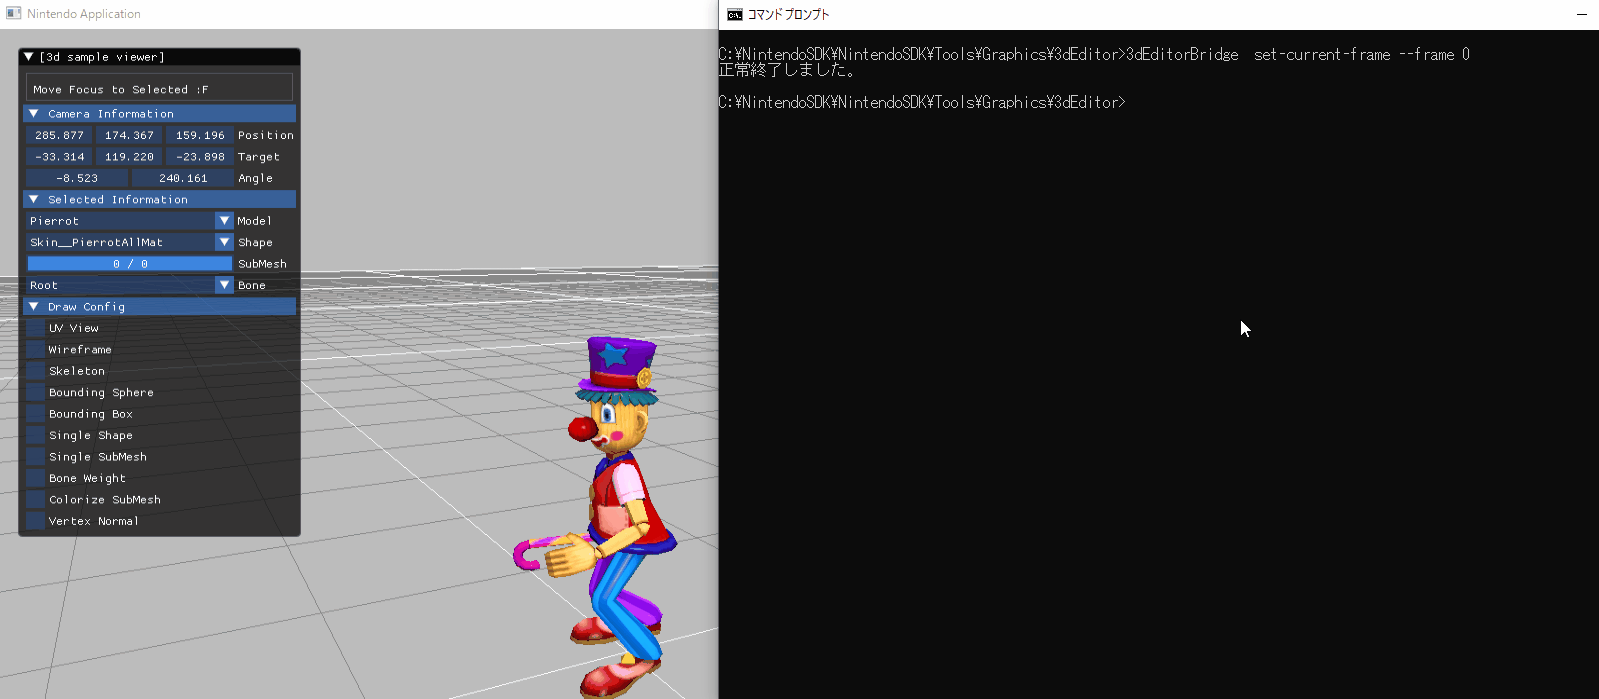 Nintendo Application
[3d sample viewer]
Move Focus to Selected :F
Camera Information
285.877 174.367 159.196 Position
-33.314 119.220 -23.898 Target
-8.523 240.161 Angle
Selected Information
Pierrot Model
Skin__PierrotAllMat Shape
0 / 0 SubMesh
Root Bone
Draw Config
UV View
Wireframe
Skeleton
Bounding Sphere
Bounding Box
Single Shape
Single SubMesh
Bone Weight
Colorize SubMesh
Vertex Normal
コマンド プロンプト
C:¥NintendoSDK¥NintendoSDK¥Tools¥Graphics¥3dEditor>3dEditorBridge  set-current-frame --frame 0
正常終了しました。
C:¥NintendoSDK¥NintendoSDK¥Tools¥Graphics¥3dEditor>